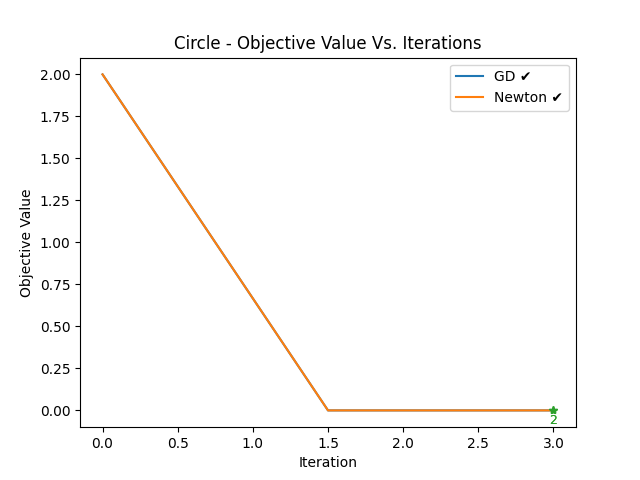 Circle - Objective Value Vs. Iterations
GD ✔
Newton ✔
Objective Value
2.00
1.75
1.50
1.25
1.00
0.75
0.50
0.25
0.00
2
0.0 0.5 1.0 1.5 2.0 2.5 3.0
Iteration